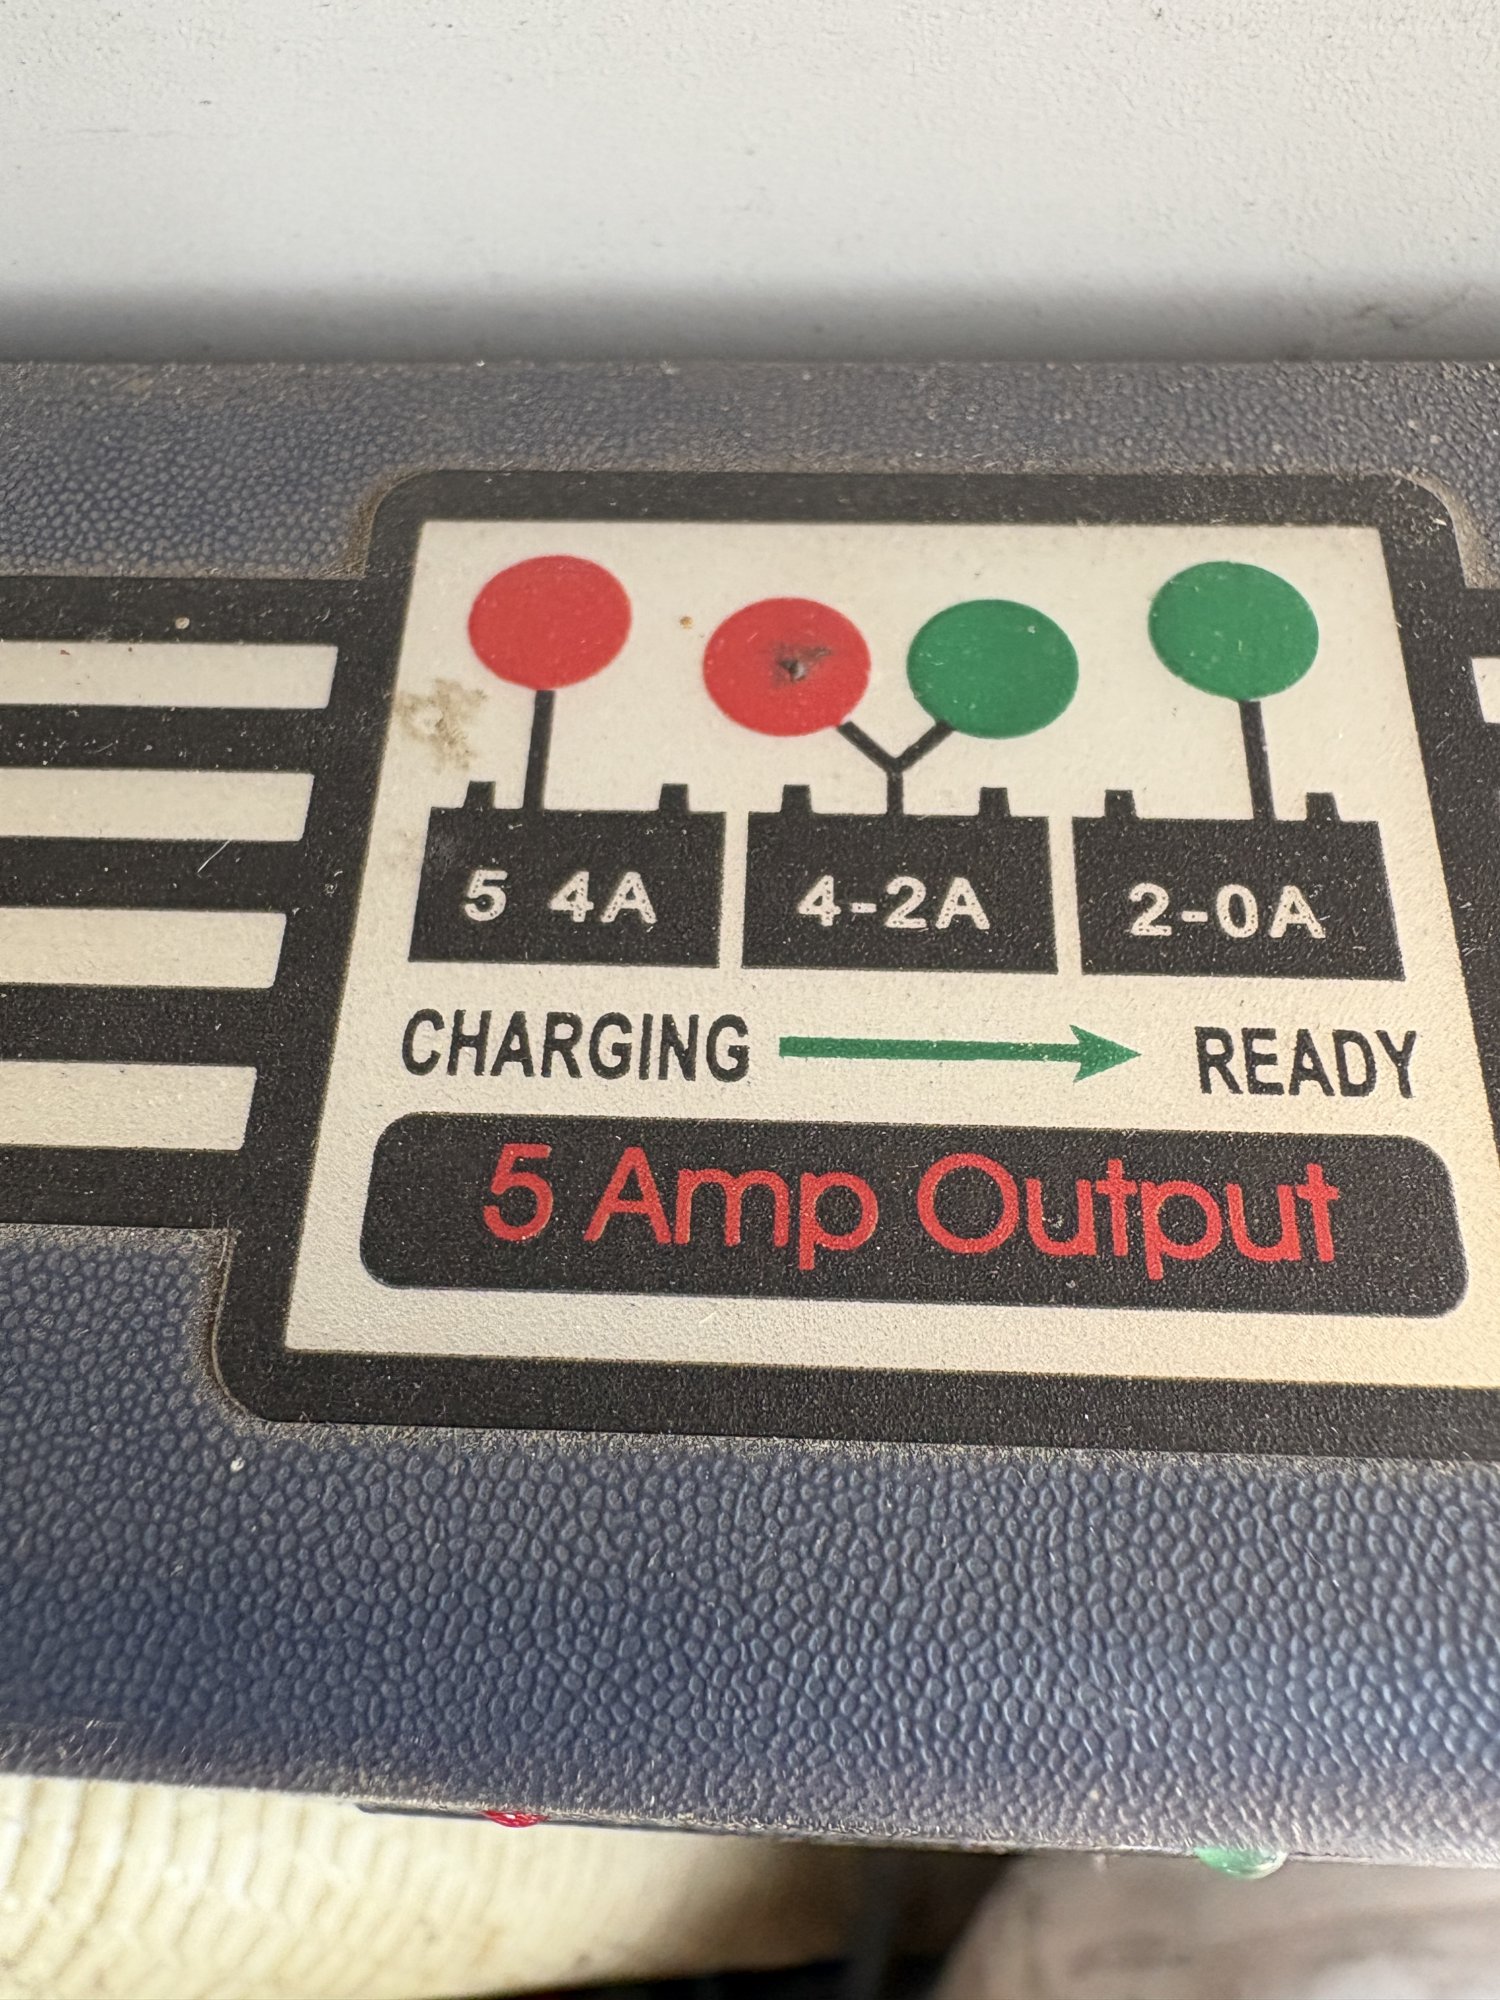 5 4A 4-2A 2-0A
CHARGING READY
5 Amp Output